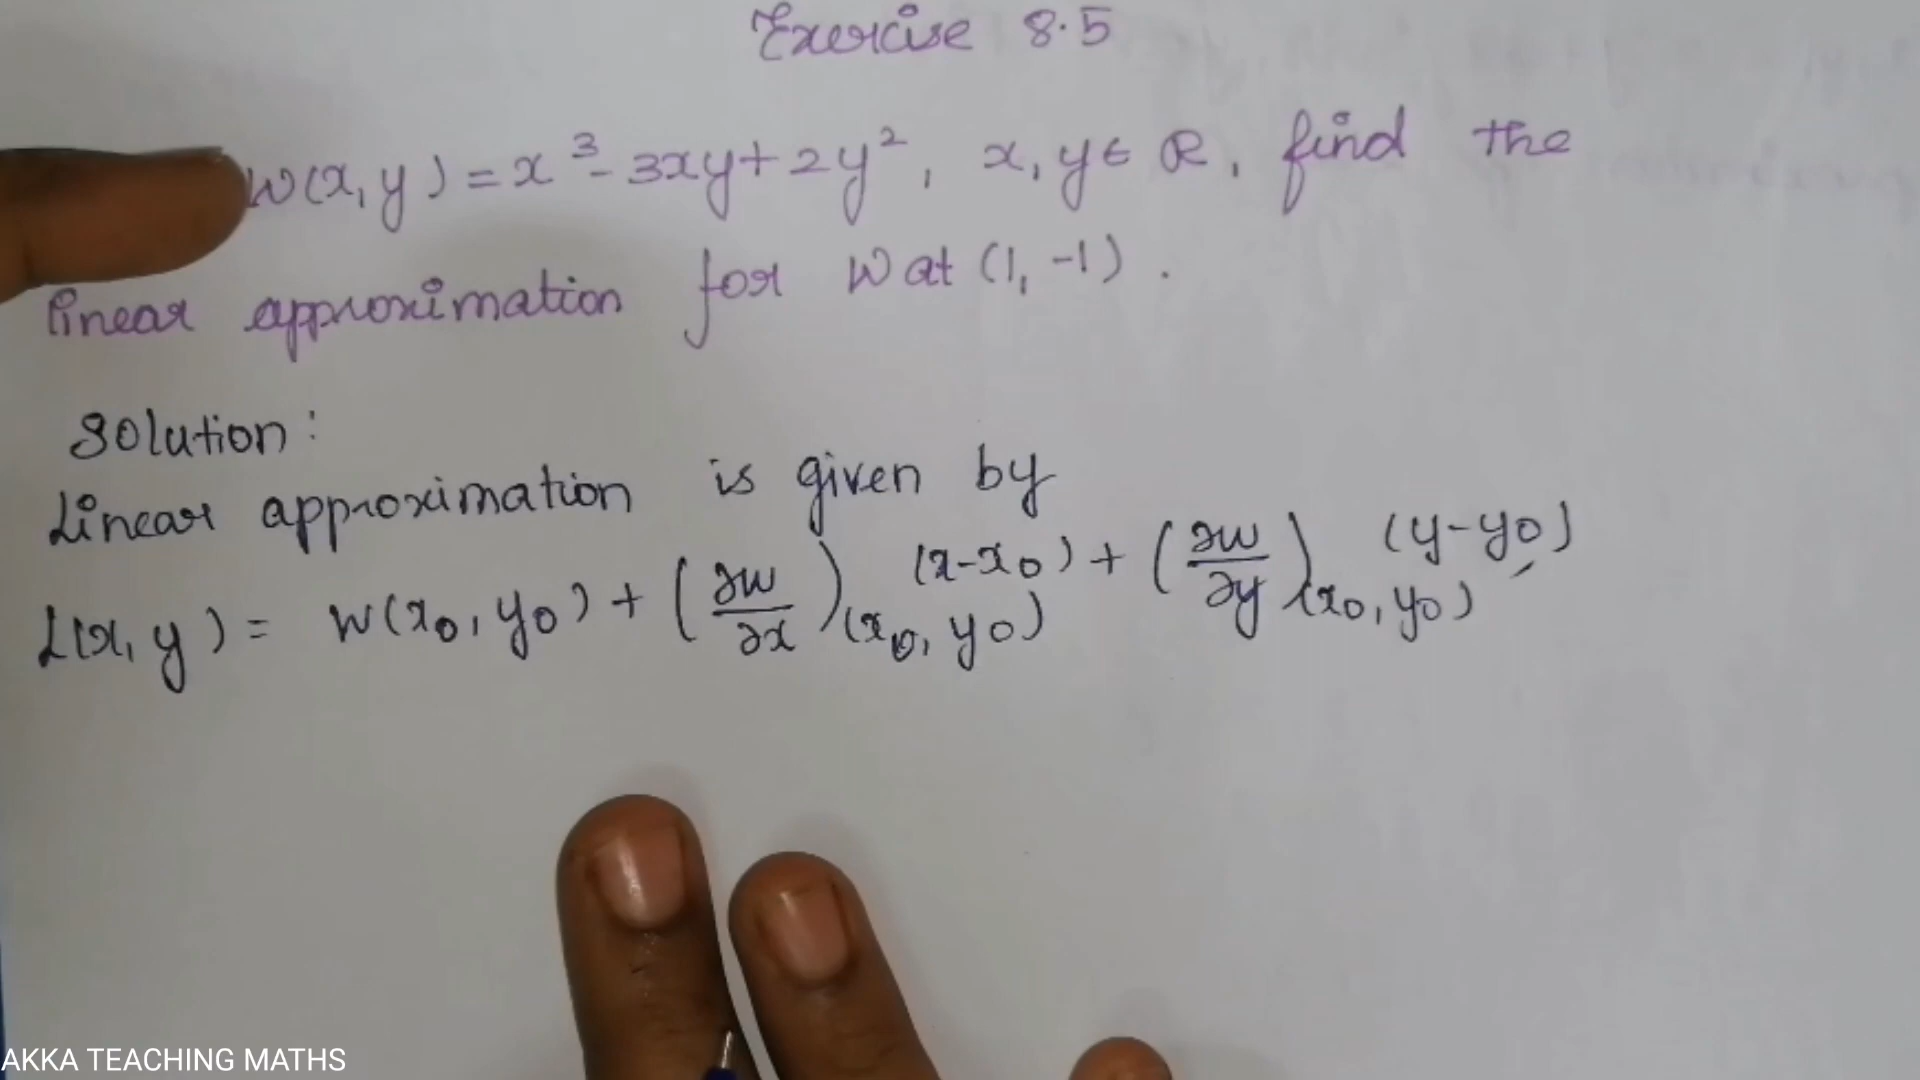 Exercise 8.5
W(x, y) = x³ - 3xy + 2y², x, y ∈ R, find the
linear approximation for W at (1, -1).
Solution:
Linear approximation is given by
L(x, y) = W(x₀, y₀) + (∂w/∂x)(x₀, y₀) (x-x₀) + (∂w/∂y)(x₀, y₀) (y-y₀)
AKKA TEACHING MATHS